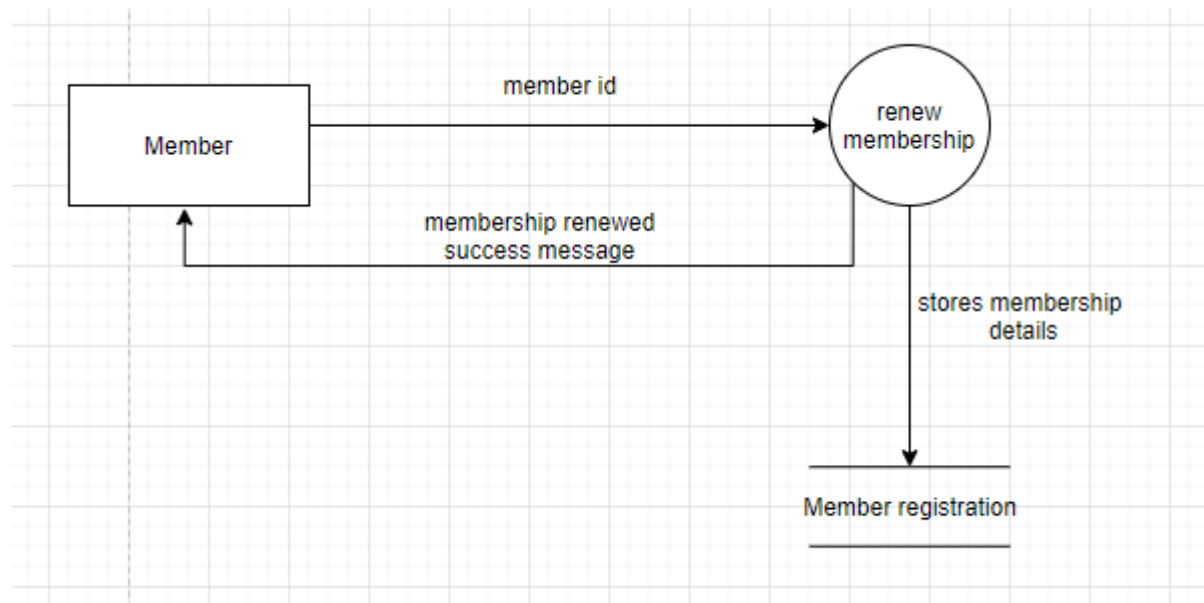 member id
renew
membership
Member
membership renewed
success message
stores membership
details
Member registration